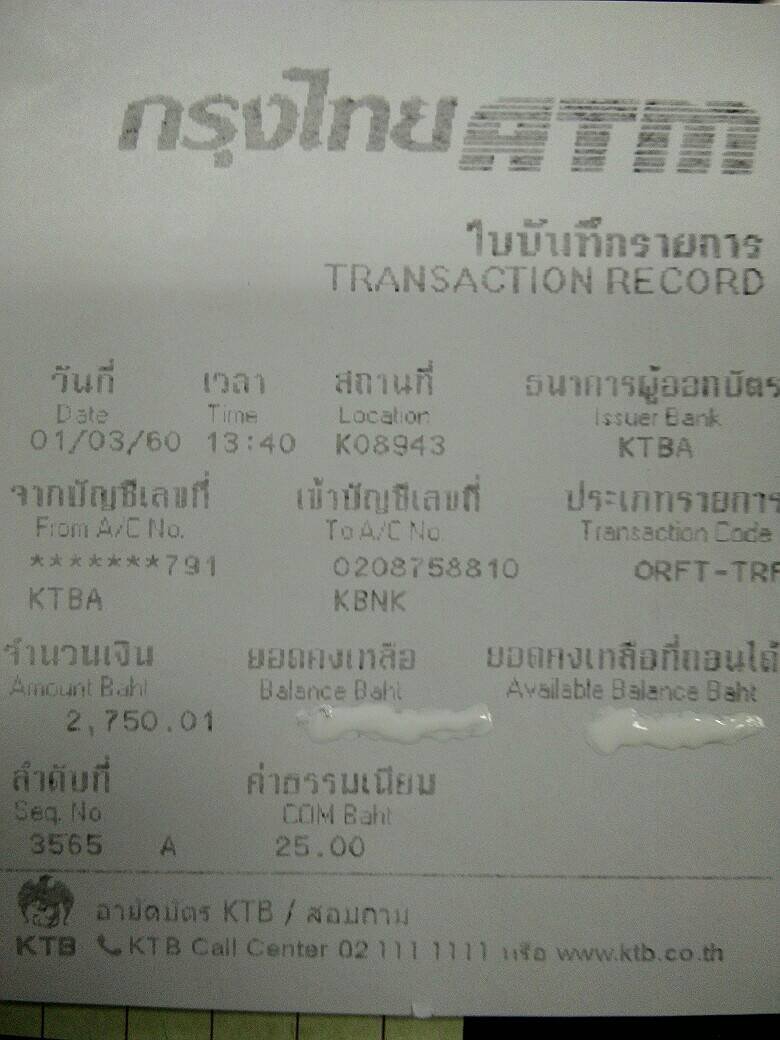 กรุงไทย ATM
ใบบันทึกรายการ
TRANSACTION RECORD
วันที่ เวลา สถานที่ ธนาคารผู้ออกบัตร
Date Time Location Issuer Bank
01/03/60 13:40 K08943 KTBA
จากบัญชีเลขที่ เข้าบัญชีเลขที่ ประเภทรายการ
From A/C No. To A/C No. Transaction Code
*******791 0208758810 ORFT-TRF
KTBA KBNK
จำนวนเงิน ยอดคงเหลือ ยอดคงเหลือที่ถอนได้
Amount Baht Balance Baht Available Balance Baht
2,750.01
ลำดับที่ ค่าธรรมเนียม
Seq. No COM Baht
3565 A 25.00
อายัดบัตร KTB / สอบถาม
KTB KTB Call Center 02 111 1111 หรือ www.ktb.co.th